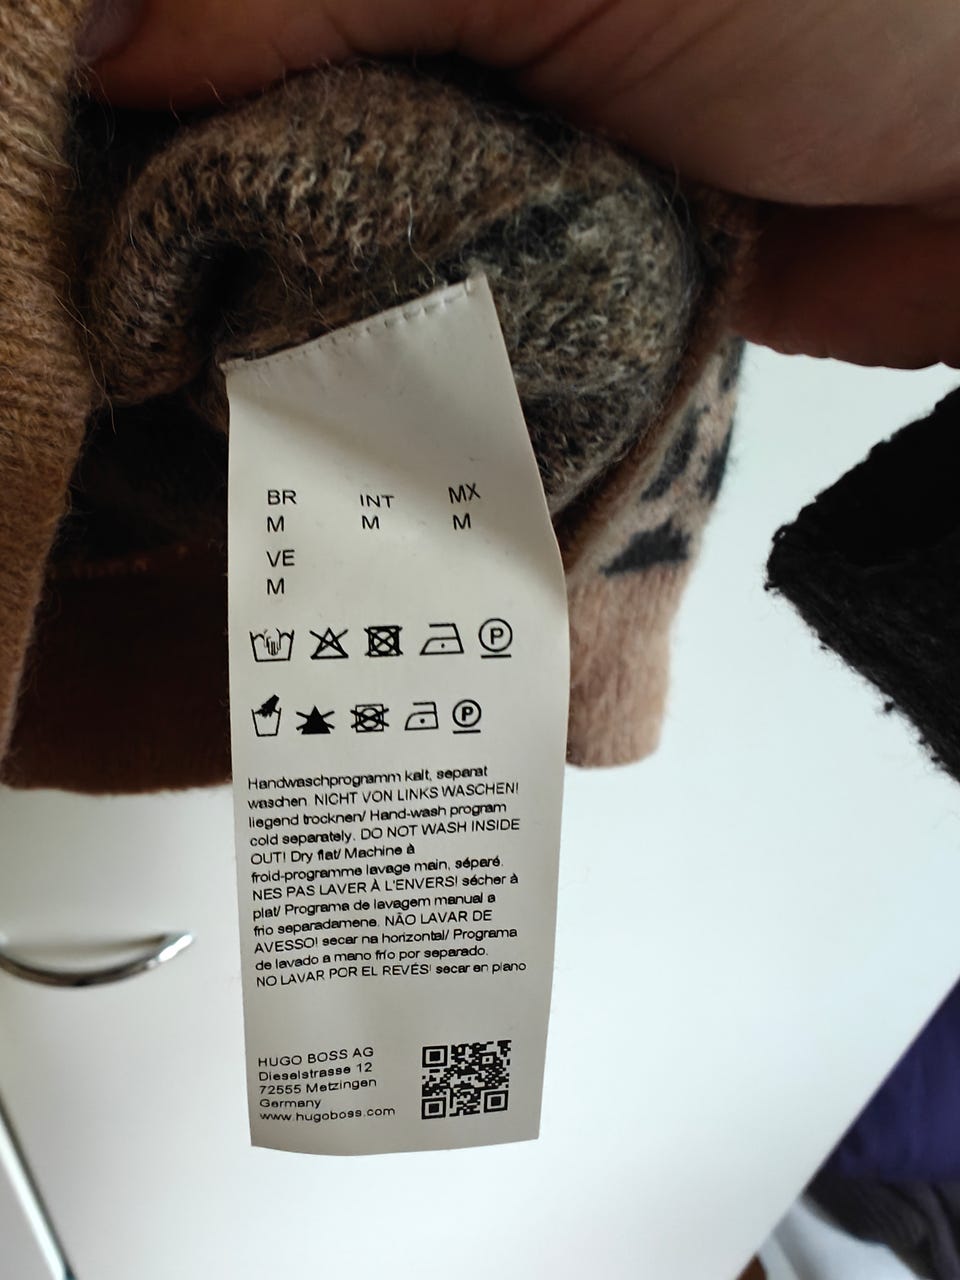 BR INT MX
M M M
VE
M
P
P
Handwaschprogramm kalt, separat
waschen. NICHT VON LINKS WASCHEN!
liegend trocknen/ Hand-wash program
cold separately. DO NOT WASH INSIDE
OUT! Dry flat/ Machine à
froid-programme lavage main, séparé.
NES PAS LAVER À L'ENVERS! sécher à
plat/ Programa de lavagem manual a
frio separadamene. NÃO LAVAR DE
AVESSO! secar na horizontal/ Programa
de lavado a mano frío por separado.
NO LAVAR POR EL REVÉS! secar en plano
HUGO BOSS AG
Dieselstrasse 12
72555 Metzingen
Germany
www.hugoboss.com